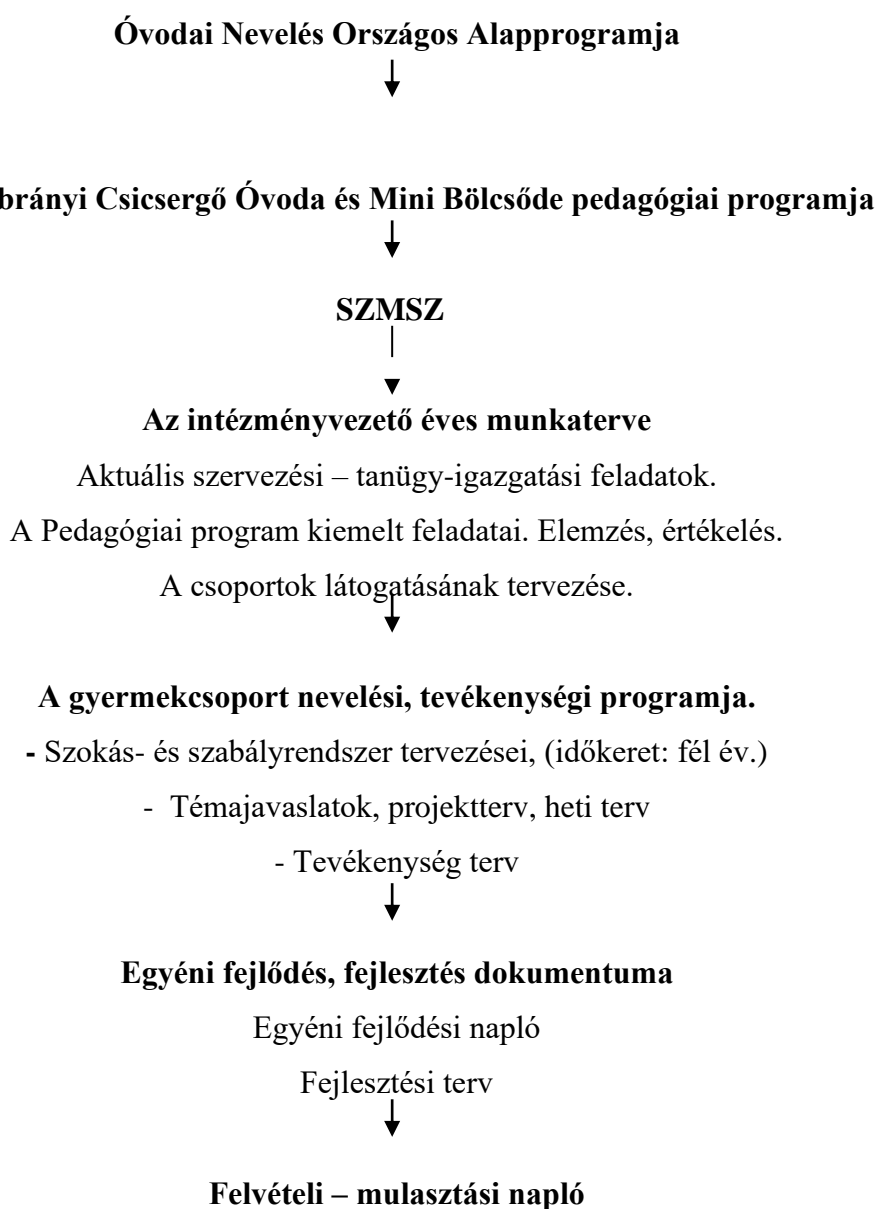 Óvodai Nevelés Országos Alapprogramja
Csicsergő Óvoda és Mini Bölcsőde pedagógiai programja
SZMSZ
Az intézményvezető éves munkaterve
Aktuális szervezési – tanügy-igazgatási feladatok.
A Pedagógiai program kiemelt feladatai. Elemzés, értékelés.
A csoportok látogatásának tervezése.
A gyermekcsoport nevelési, tevékenységi programja.
- Szokás- és szabályrendszer tervezései, (időkeret: fél év.)
- Témajavaslatok, projektterv, heti terv
- Tevékenység terv
Egyéni fejlődés, fejlesztés dokumentuma
Egyéni fejlődési napló
Fejlesztési terv
Felvételi – mulasztási napló